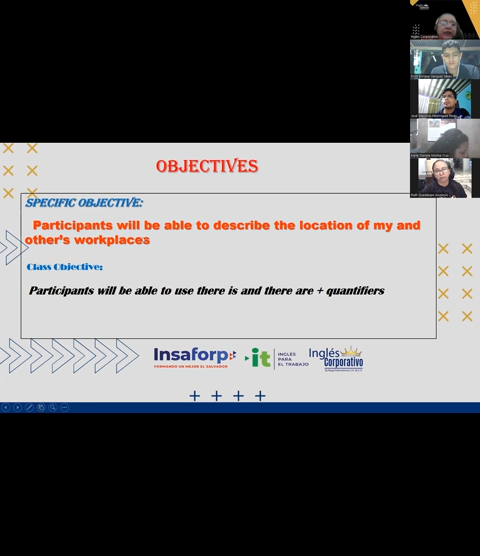 OBJECTIVES
SPECIFIC OBJECTIVE:
Participants will be able to describe the location of my and
other's workplaces
Class Objective:
Participants will be able to use there is and there are + quantifiers
Insaforp
FORMANDO UN MEJOR EL SALVADOR
it
INGLÉS
PARA
EL TRABAJO
Inglés
Corporativo
Inglés Corporativo